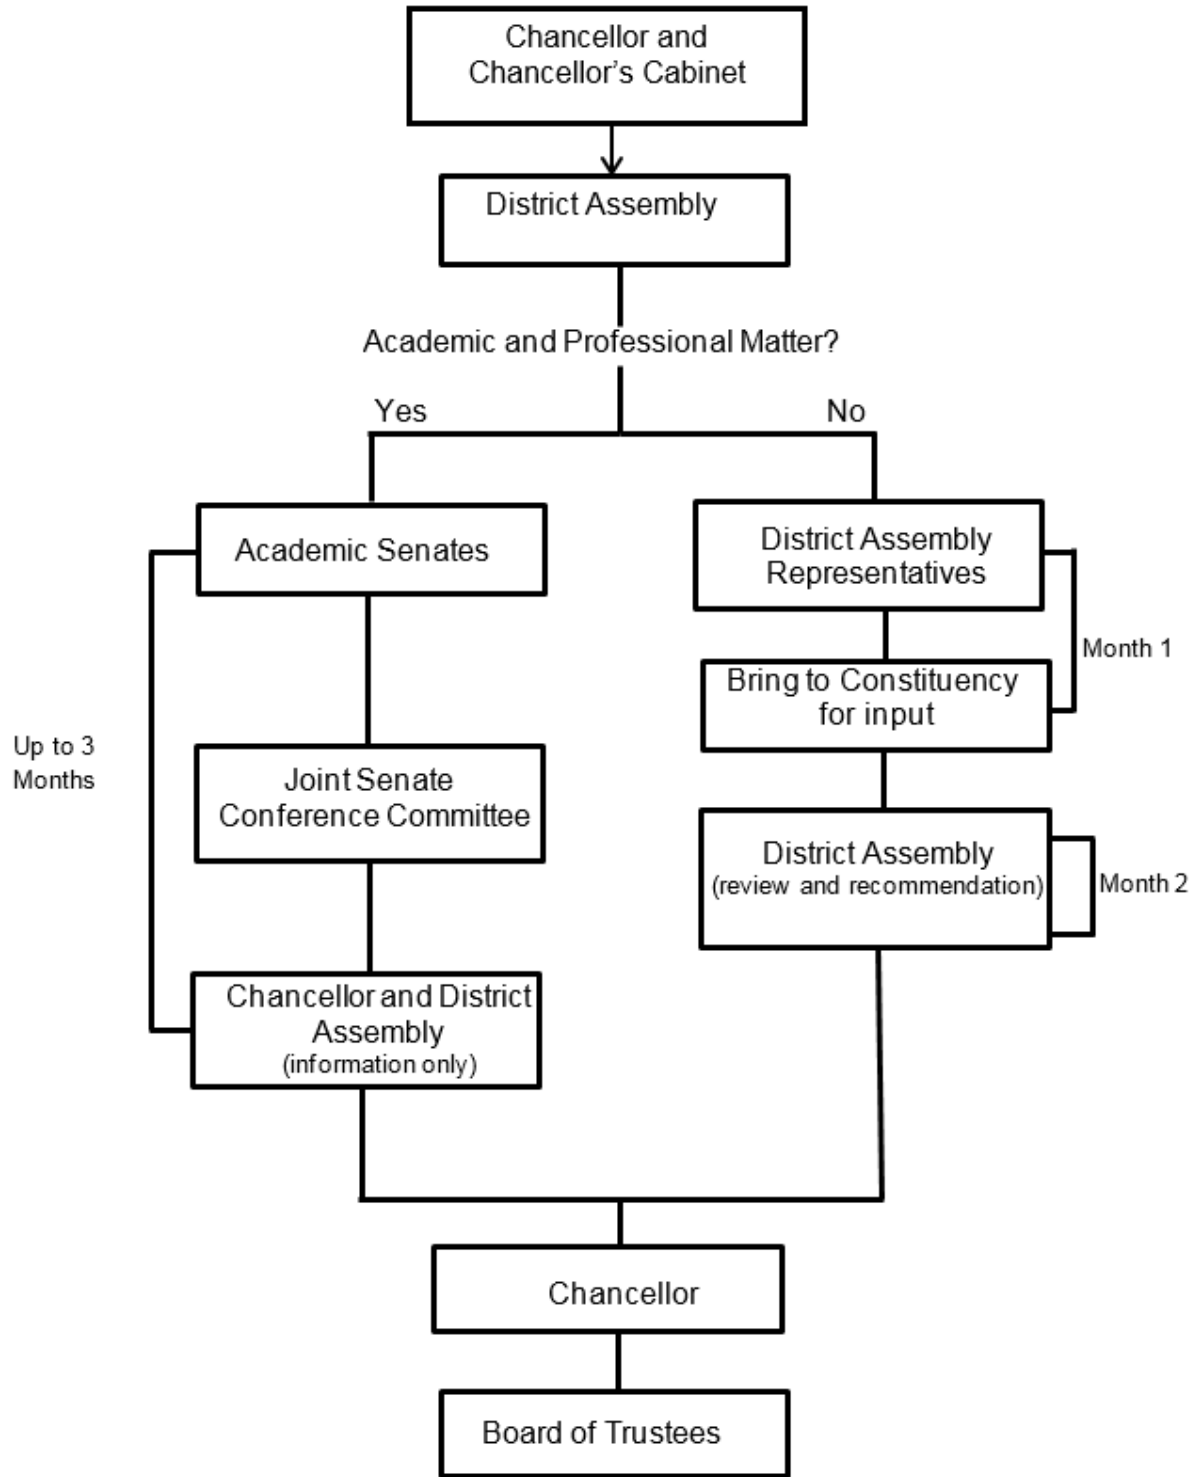 Chancellor and
Chancellor’s Cabinet
District Assembly
Academic and Professional Matter?
Yes
No
Academic Senates
District Assembly
Representatives
Month 1
Bring to Constituency
for input
Up to 3
Months
Joint Senate
Conference Committee
District Assembly
(review and recommendation)
Month 2
Chancellor and District
Assembly
(information only)
Chancellor
Board of Trustees